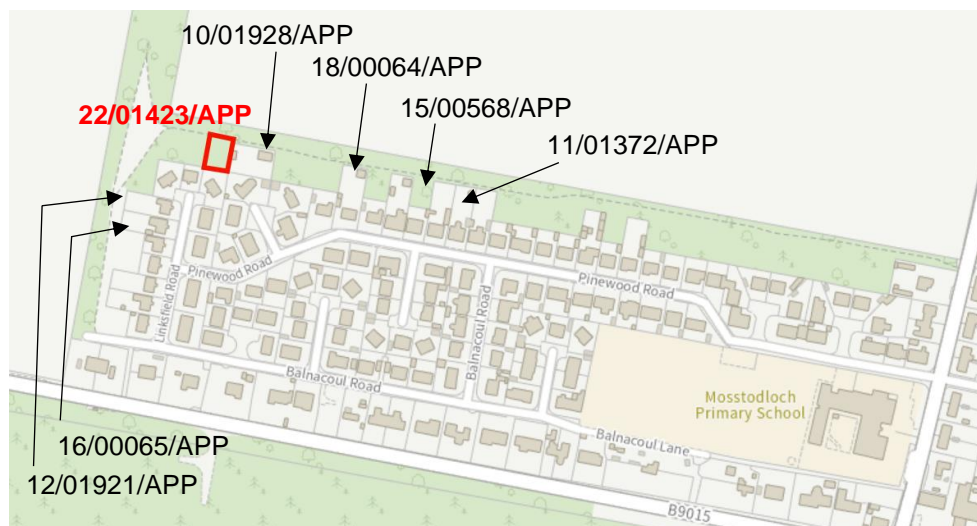 10/01928/APP
18/00064/APP
22/01423/APP
15/00568/APP
11/01372/APP
Pinewood Road
Linksfield Road
Pinewood Road
Balnacoul Road
Balnacoul Road
Mosstodloch
Primary School
Balnacoul Lane
16/00065/APP
12/01921/APP
B9015